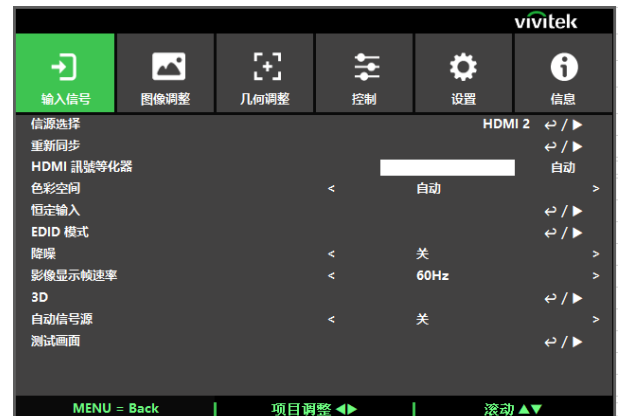 vivitek
输入信号 图像调整 几何调整 控制 设置 信息
信源选择 HDMI 2 /
重新同步 /
HDMI 訊號等化器 自动
色彩空间 < 自动 >
恒定输入 /
EDID 模式 /
降噪 < 关 >
影像显示帧速率 < 60Hz >
3D /
自动信号源 < 关 >
测试画面 /
MENU = Back 项目调整 滚动